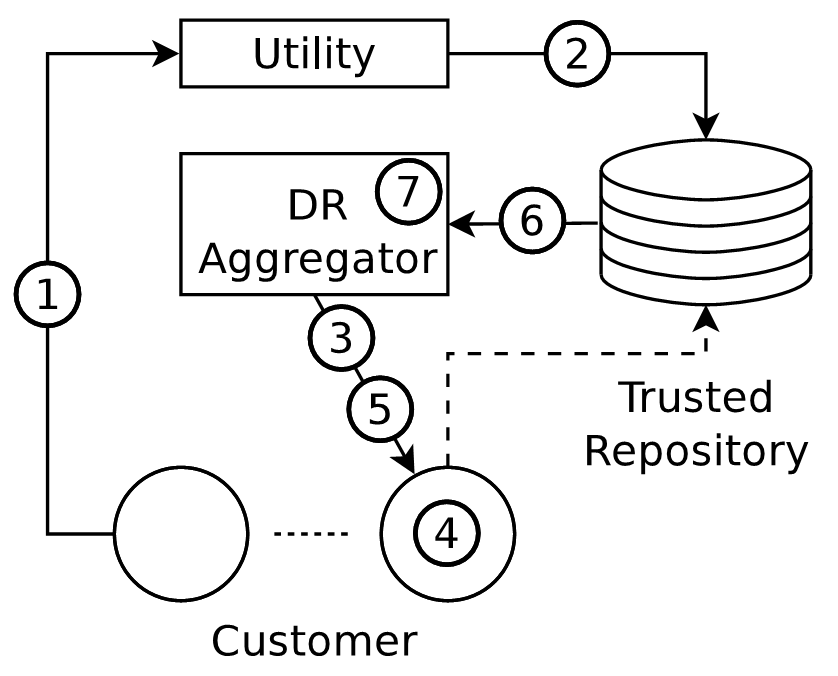 Utility
2
7
DR
Aggregator
6
1
3
5
Trusted
Repository
4
Customer